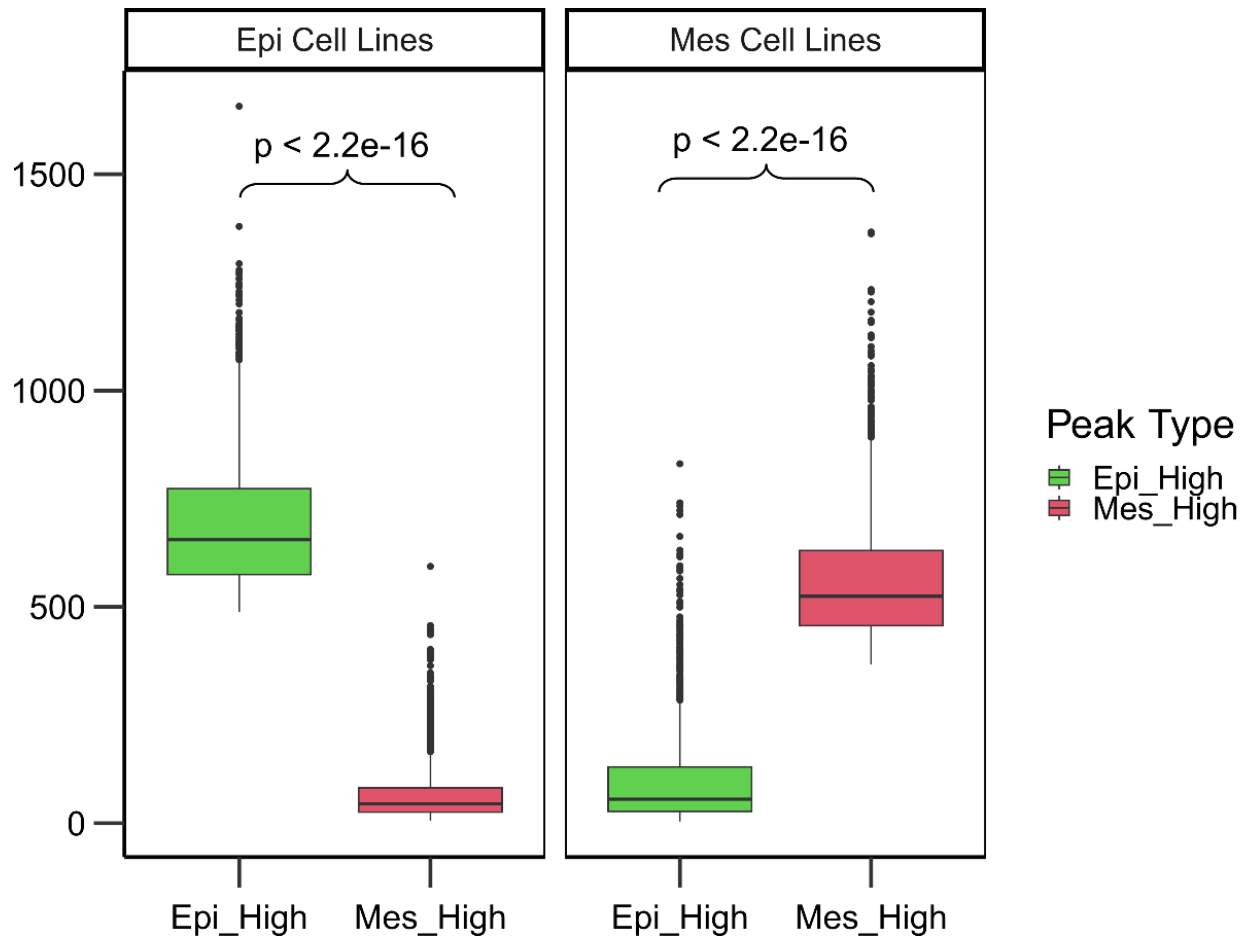 Epi Cell Lines
Mes Cell Lines
p < 2.2e-16
p < 2.2e-16
1500
1000
500
0
Epi_High
Mes_High
Epi_High
Mes_High
Peak Type
Epi_High
Mes_High